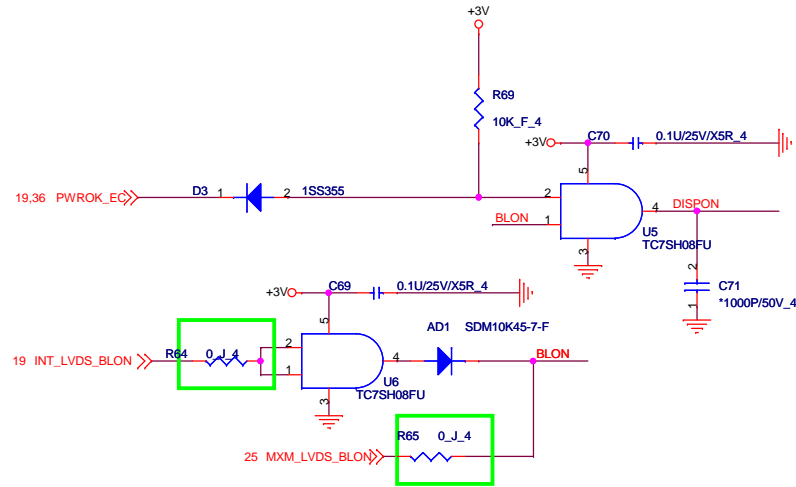 +3V
R69
10K_F_4
C70
0.1U/25V/X5R_4
+3V
5
19,36 PWROK_EC
D3
1
2
1SS355
2
BLON
1
4
DISPON
U5
TC7SH08FU
3
2
C71
*1000P/50V_4
1
C69
0.1U/25V/X5R_4
+3V
5
AD1 SDM10K45-7-F
19 INT_LVDS_BLON
R64
0_J_4
2
1
4
BLON
U6
TC7SH08FU
3
R65
0_J_4
25 MXM_LVDS_BLON